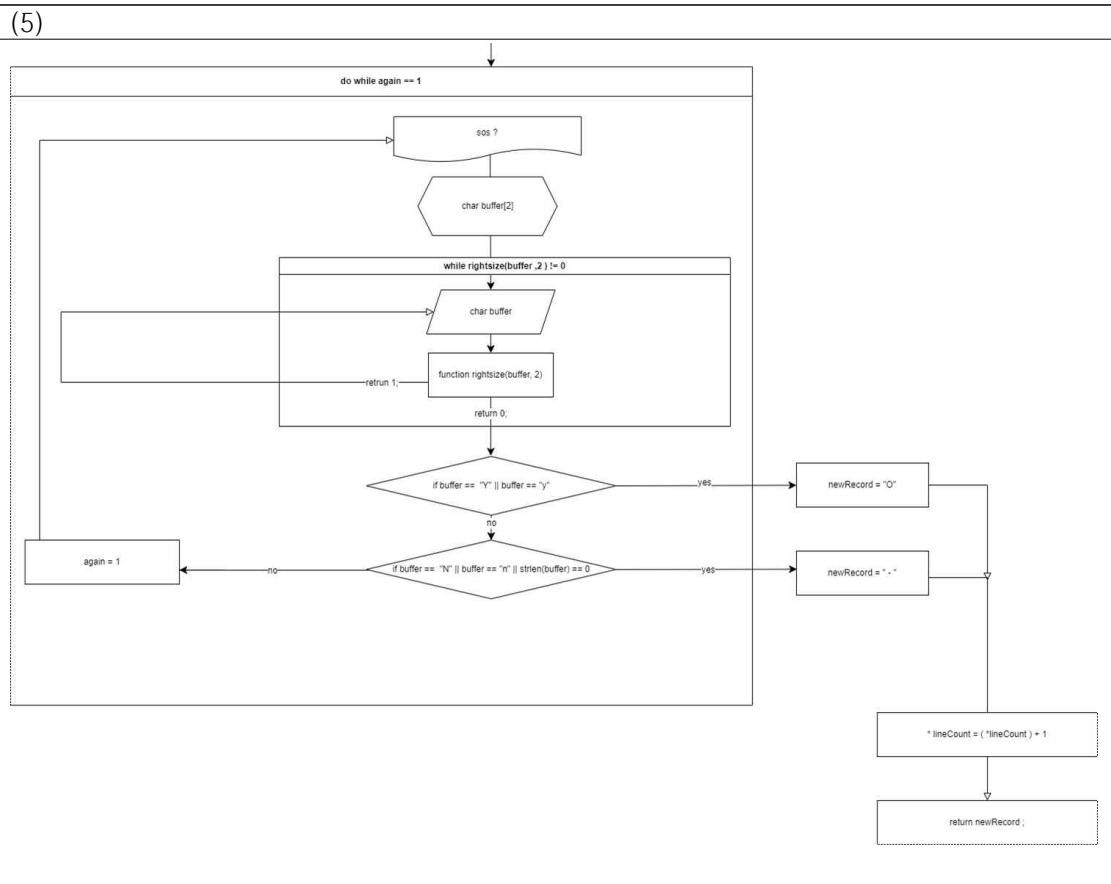 (5)
do while again == 1
sos ?
char buffer[2]
while rightsize(buffer ,2 ) != 0
char buffer
function rightsize(buffer, 2)
retrun 1;
return 0;
if buffer == "Y" || buffer == "y"
yes
newRecord = "O"
no
again = 1
no
if buffer == "N" || buffer == "n" || strlen(buffer) == 0
yes
newRecord = " - "
* lineCount = ( *lineCount ) + 1
return newRecord ;